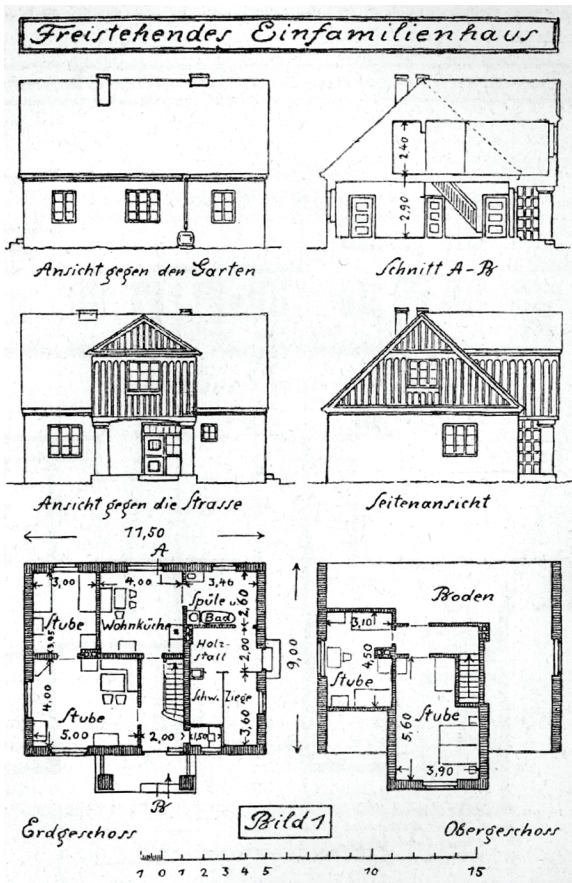 Freistehendes Einfamilienhaus
2,40
2,90
Ansicht gegen den Garten
Schnitt A-B
Ansicht gegen die Strasse
Seitenansicht
11,50
A
3,00
4,00
3,40
Spüle u.
Bad
2,60
Stube
Wohnküche
3,95
Holz-
stall
2,00
9,00
4,00
Stube
Schw.
Ziege
5,00
2,00
1,50
3,60
B
Boden
3,10
4,50
Stube
Stube
5,60
3,90
Erdgeschoss
Bild 1
Obergeschoss
1 0 1 2 3 4 5 10 15